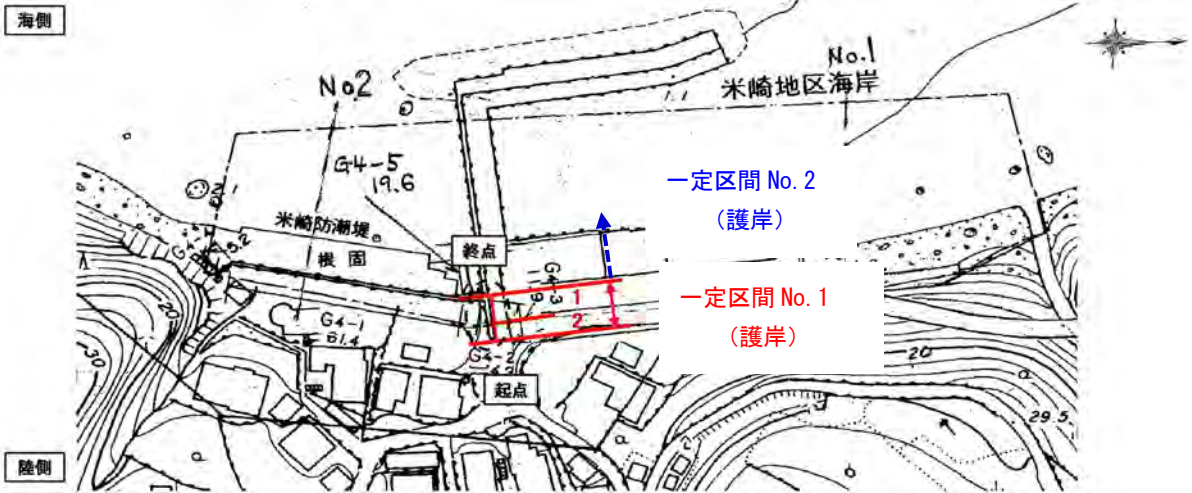 海側
No.2
No.1
米崎地区海岸
G4-5
19.6
一定区間 No.2
（護岸）
米崎防潮堤
根固
終点
G4-3
一定区間 No.1
（護岸）
1
2
G4-1
61.4
G4-2
起点
20
30
20
29.5
陸側